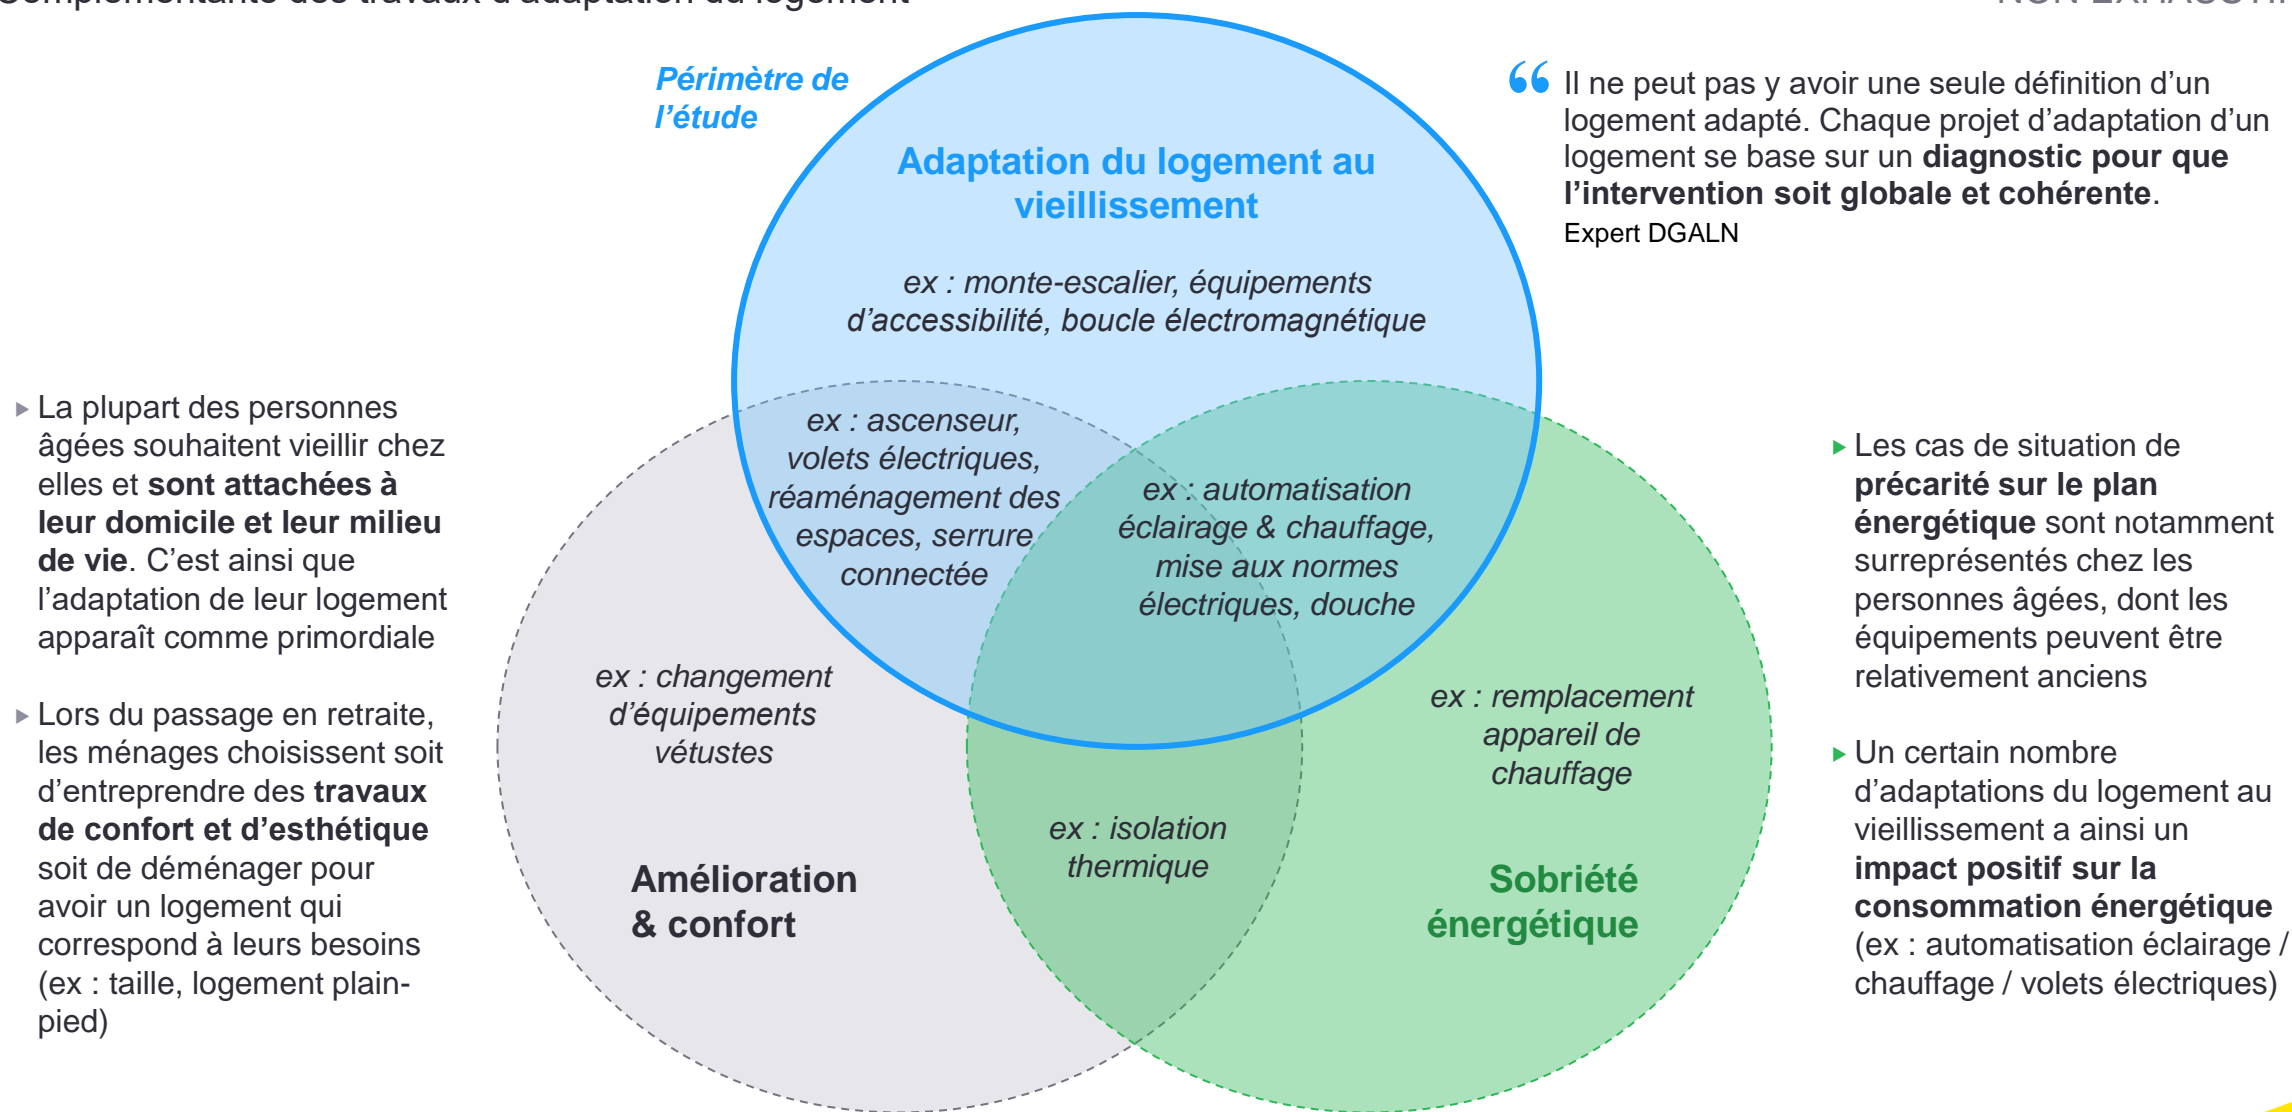 Complémentarité des travaux d'adaptation du logement
NON EXHAUSTIF
Périmètre de
l'étude
Adaptation du logement au
vieillissement
ex : monte-escalier, équipements
d'accessibilité, boucle électromagnétique
“ Il ne peut pas y avoir une seule définition d'un
logement adapté. Chaque projet d'adaptation d'un
logement se base sur un diagnostic pour que
l'intervention soit globale et cohérente.
Expert DGALN
▸ La plupart des personnes
âgées souhaitent vieillir chez
elles et sont attachées à
leur domicile et leur milieu
de vie. C'est ainsi que
l'adaptation de leur logement
apparaît comme primordiale
▸ Lors du passage en retraite,
les ménages choisissent soit
d'entreprendre des travaux
de confort et d'esthétique
soit de déménager pour
avoir un logement qui
correspond à leurs besoins
(ex : taille, logement plain-
pied)
ex : ascenseur,
volets électriques,
réaménagement des
espaces, serrure
connectée
ex : automatisation
éclairage & chauffage,
mise aux normes
électriques, douche
ex : changement
d'équipements
vétustes
ex : remplacement
appareil de
chauffage
ex : isolation
thermique
Amélioration
& confort
Sobriété
énergétique
▸ Les cas de situation de
précarité sur le plan
énergétique sont notamment
surreprésentés chez les
personnes âgées, dont les
équipements peuvent être
relativement anciens
▸ Un certain nombre
d'adaptations du logement au
vieillissement a ainsi un
impact positif sur la
consommation énergétique
(ex : automatisation éclairage /
chauffage / volets électriques)